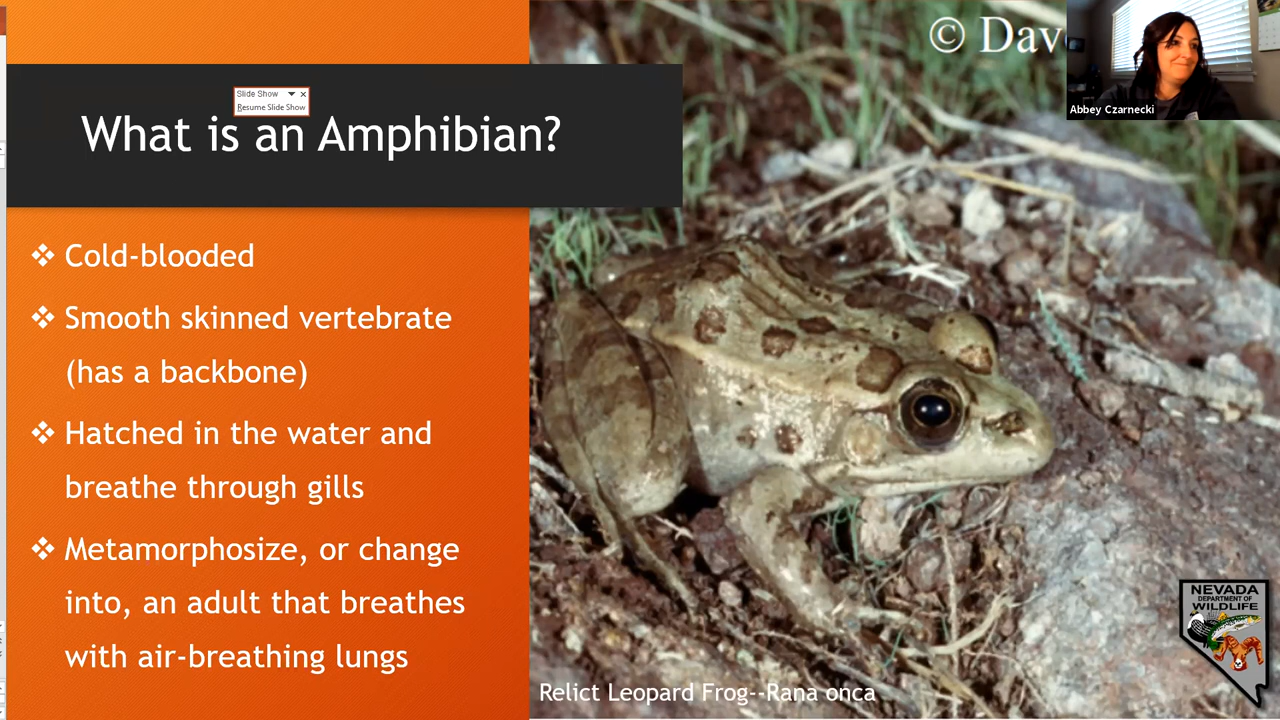 © Dav
Abbey Czarnecki
Slide Show
Resume Slide Show
What is an Amphibian?
❖ Cold-blooded
❖ Smooth skinned vertebrate
(has a backbone)
❖ Hatched in the water and
breathe through gills
❖ Metamorphosize, or change
into, an adult that breathes
with air-breathing lungs
Relict Leopard Frog--Rana onca
NEVADA
DEPARTMENT OF
WILDLIFE